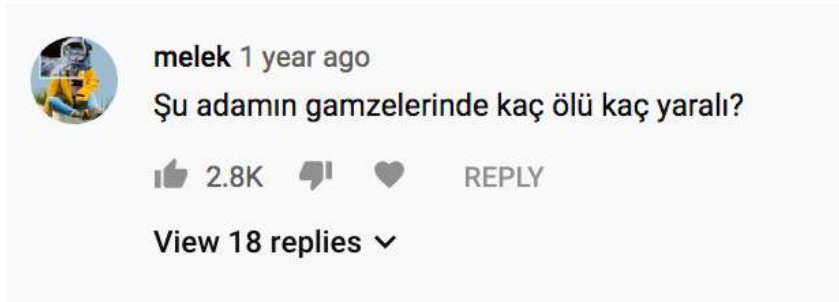 melek 1 year ago
Şu adamın gamzelerinde kaç ölü kaç yaralı?
2.8K REPLY
View 18 replies